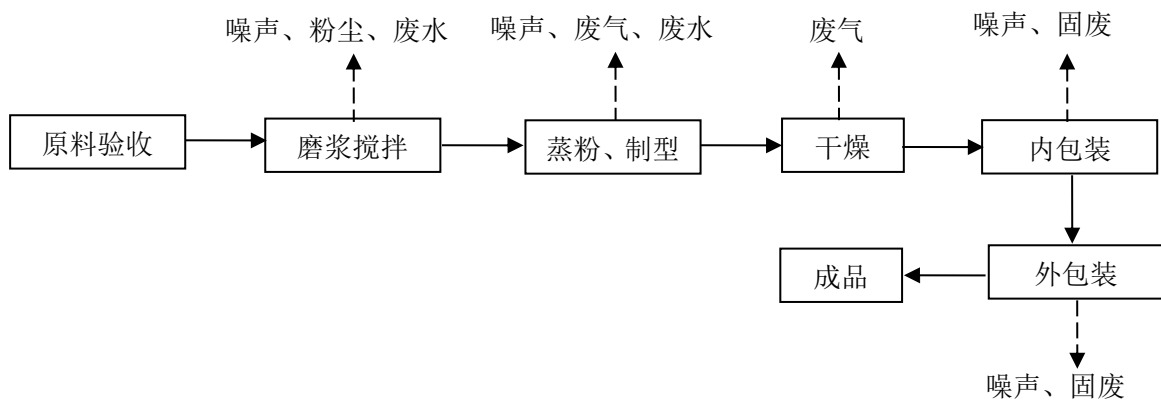 噪声、粉尘、废水
噪声、废气、废水
废气
噪声、固废
原料验收
磨浆搅拌
蒸粉、制型
干燥
内包装
成品
外包装
噪声、固废